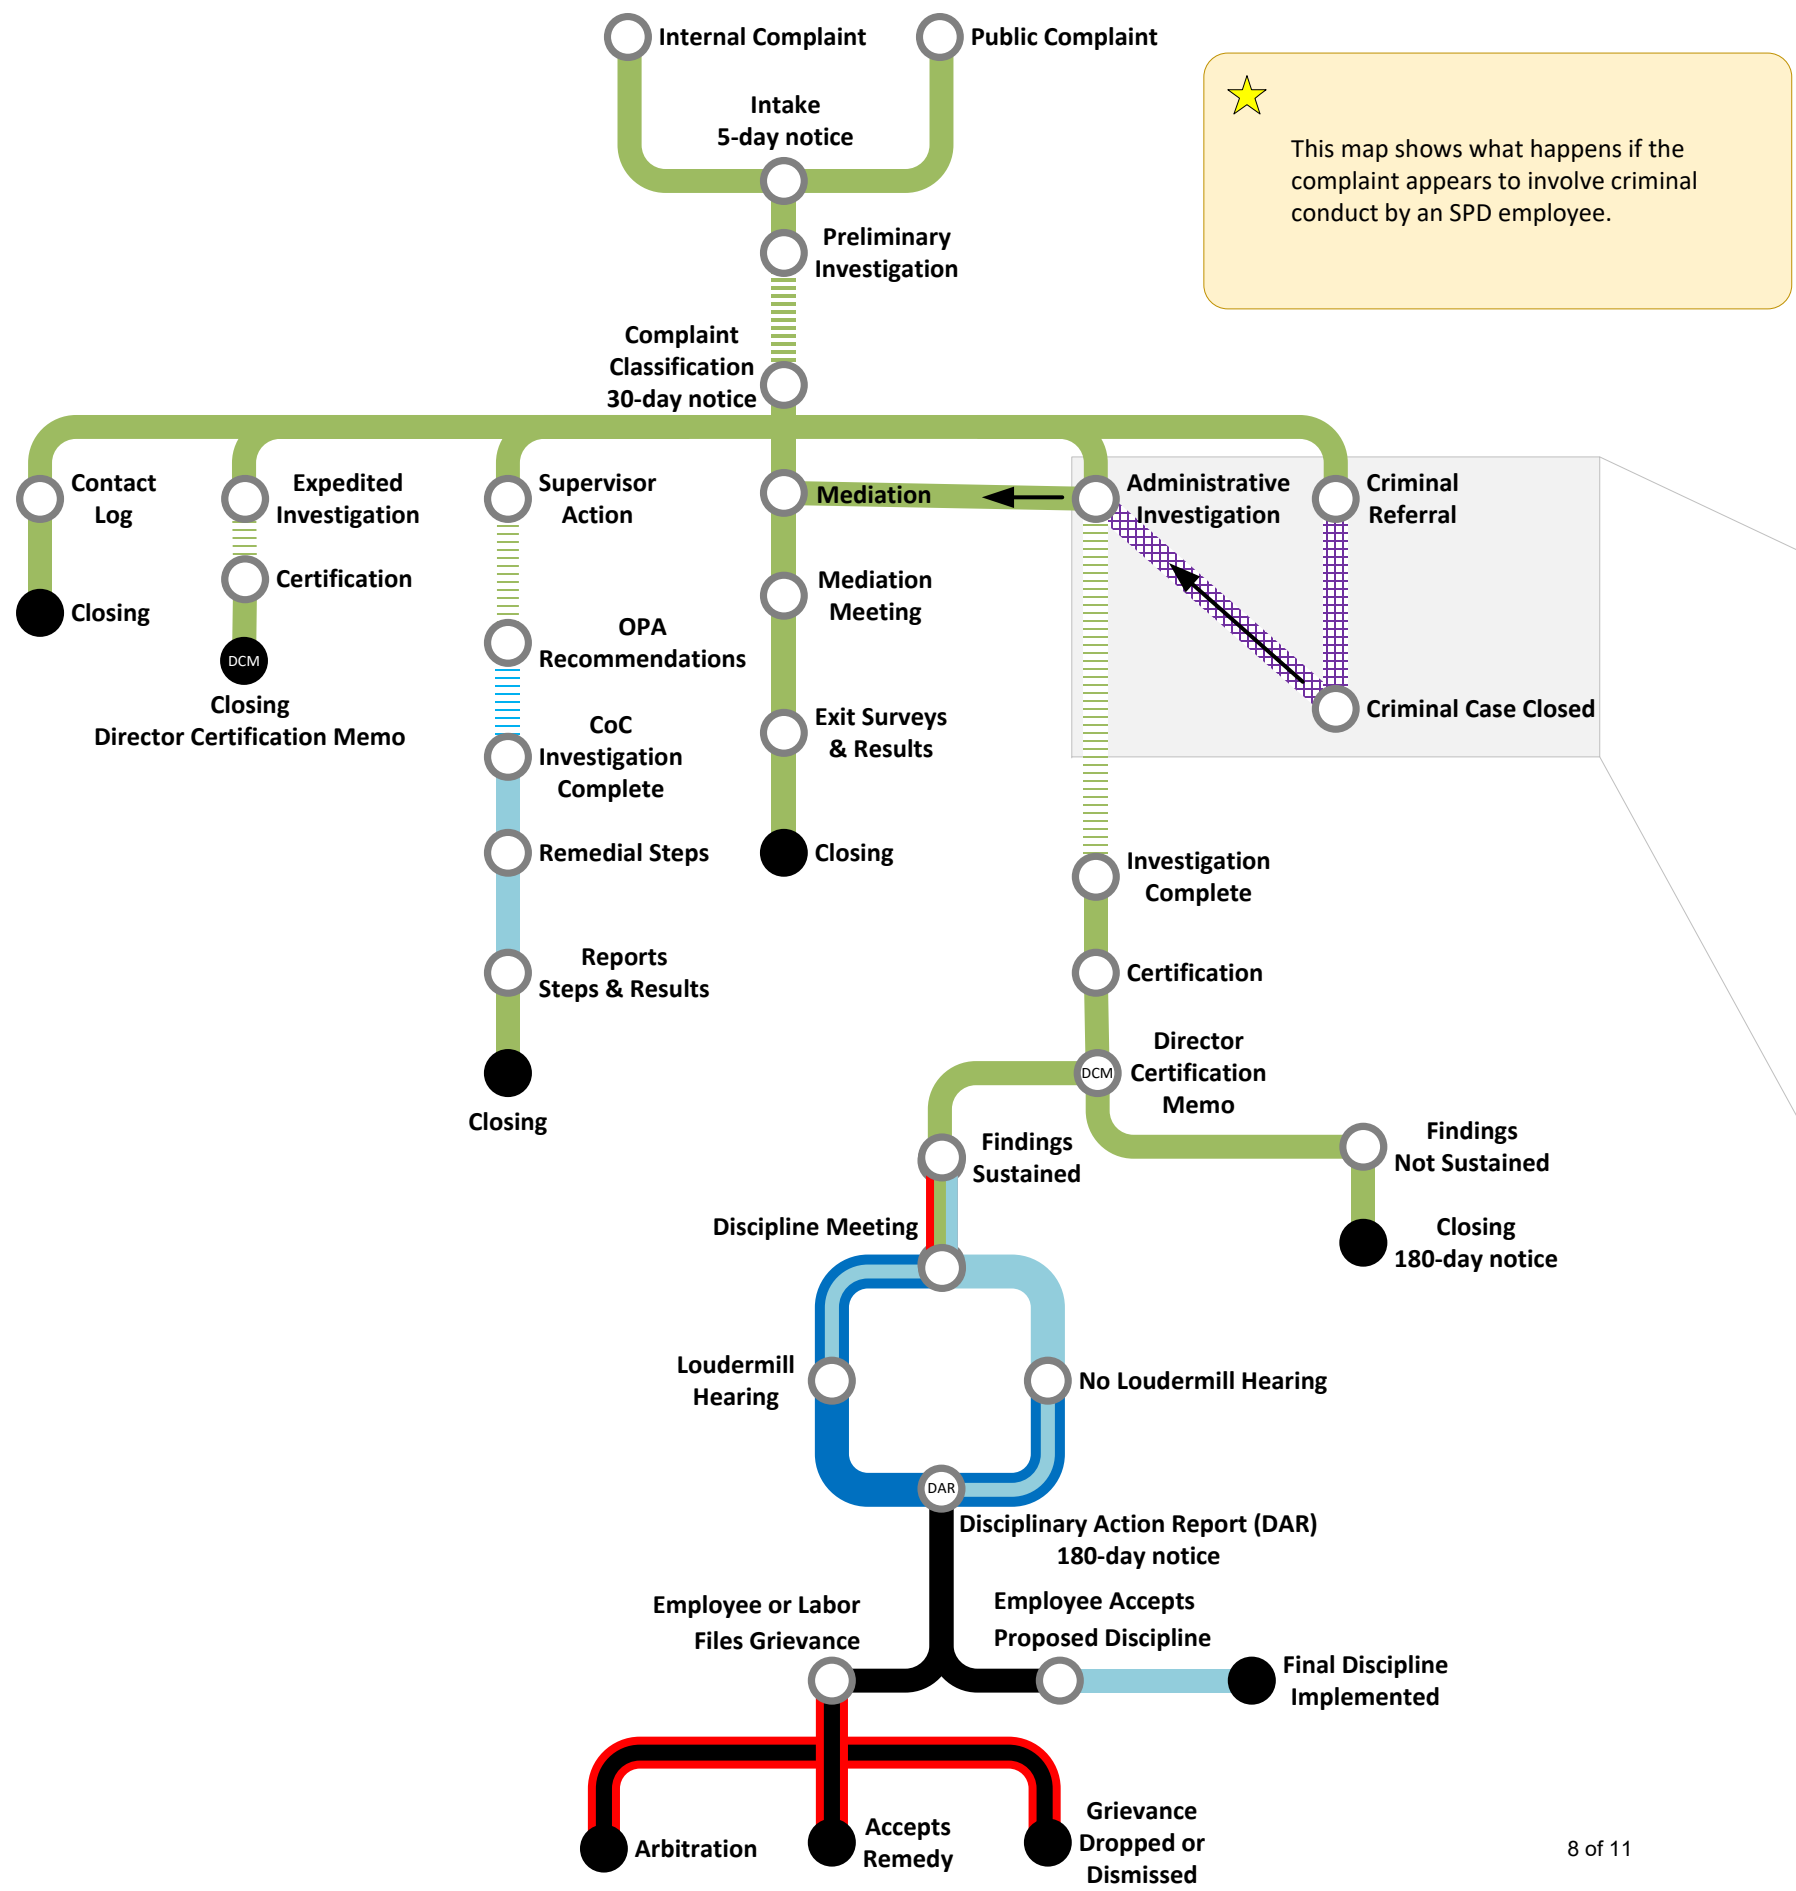 Internal Complaint
Public Complaint
This map shows what happens if the
complaint appears to involve criminal
conduct by an SPD employee.
Intake
5-day notice
Preliminary
Investigation
Complaint
Classification
30-day notice
Contact
Log
Expedited
Investigation
Supervisor
Action
Mediation
Administrative
Investigation
Criminal
Referral
Closing
Certification
DCM
Closing
Director Certification Memo
OPA
Recommendations
CoC
Investigation
Complete
Remedial Steps
Reports
Steps & Results
Closing
Mediation
Meeting
Exit Surveys
& Results
Closing
Criminal Case Closed
Investigation
Complete
Certification
DCM
Director
Certification
Memo
Findings
Sustained
Findings
Not Sustained
Closing
180-day notice
Discipline Meeting
Loudermill
Hearing
No Loudermill Hearing
DAR
Disciplinary Action Report (DAR)
180-day notice
Employee or Labor
Files Grievance
Employee Accepts
Proposed Discipline
Final Discipline
Implemented
Arbitration
Accepts
Remedy
Grievance
Dropped or
Dismissed
8 of 11